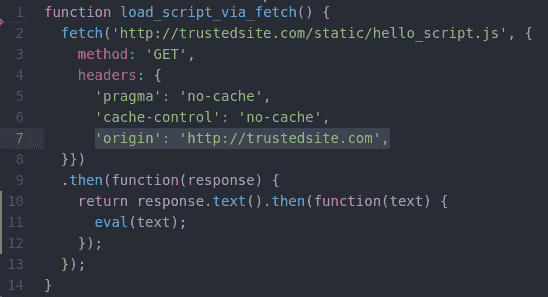 1 function load_script_via_fetch() {
2   fetch('http://trustedsite.com/static/hello_script.js', {
3     method: 'GET',
4     headers: {
5       'pragma': 'no-cache',
6       'cache-control': 'no-cache',
7       'origin': 'http://trustedsite.com',
8   }})
9   .then(function(response) {
10     return response.text().then(function(text) {
11       eval(text);
12     });
13   });
14 }